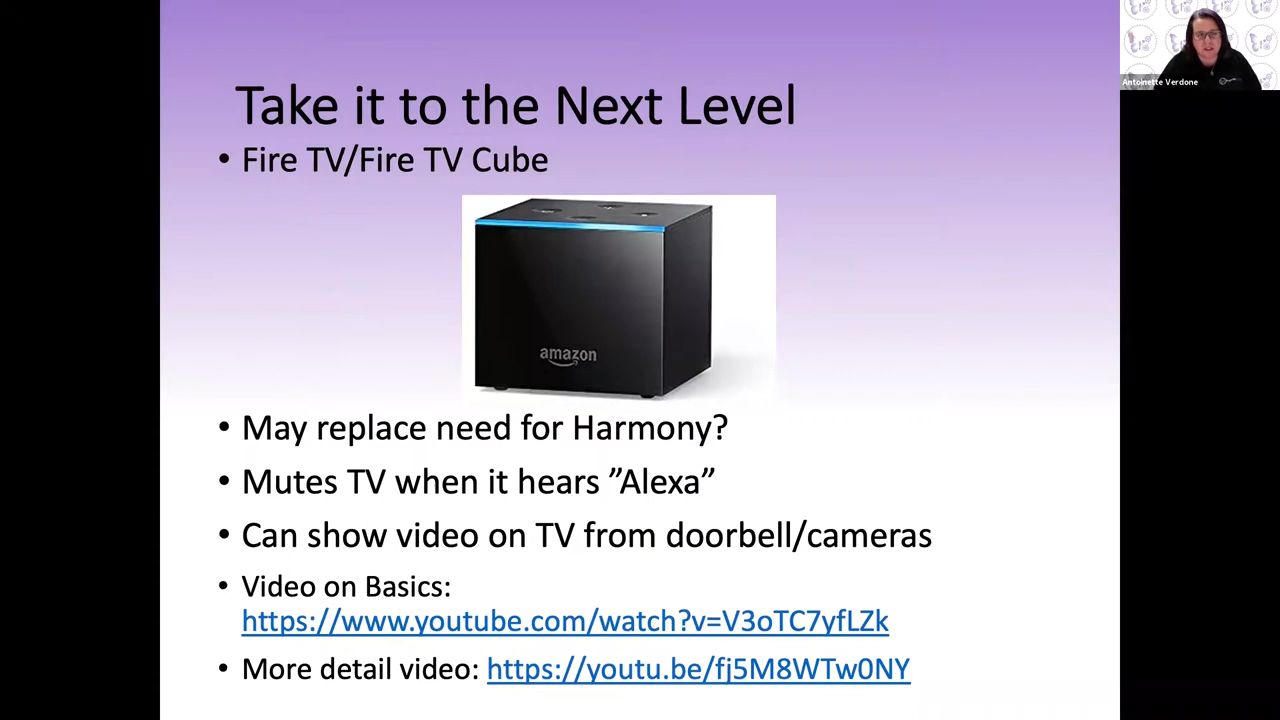 Take it to the Next Level
• Fire TV/Fire TV Cube
amazon
• May replace need for Harmony?
• Mutes TV when it hears ”Alexa”
• Can show video on TV from doorbell/cameras
• Video on Basics:
https://www.youtube.com/watch?v=V3oTC7yfLZk
• More detail video: https://youtu.be/fj5M8WTw0NY
Antoinette Verdone